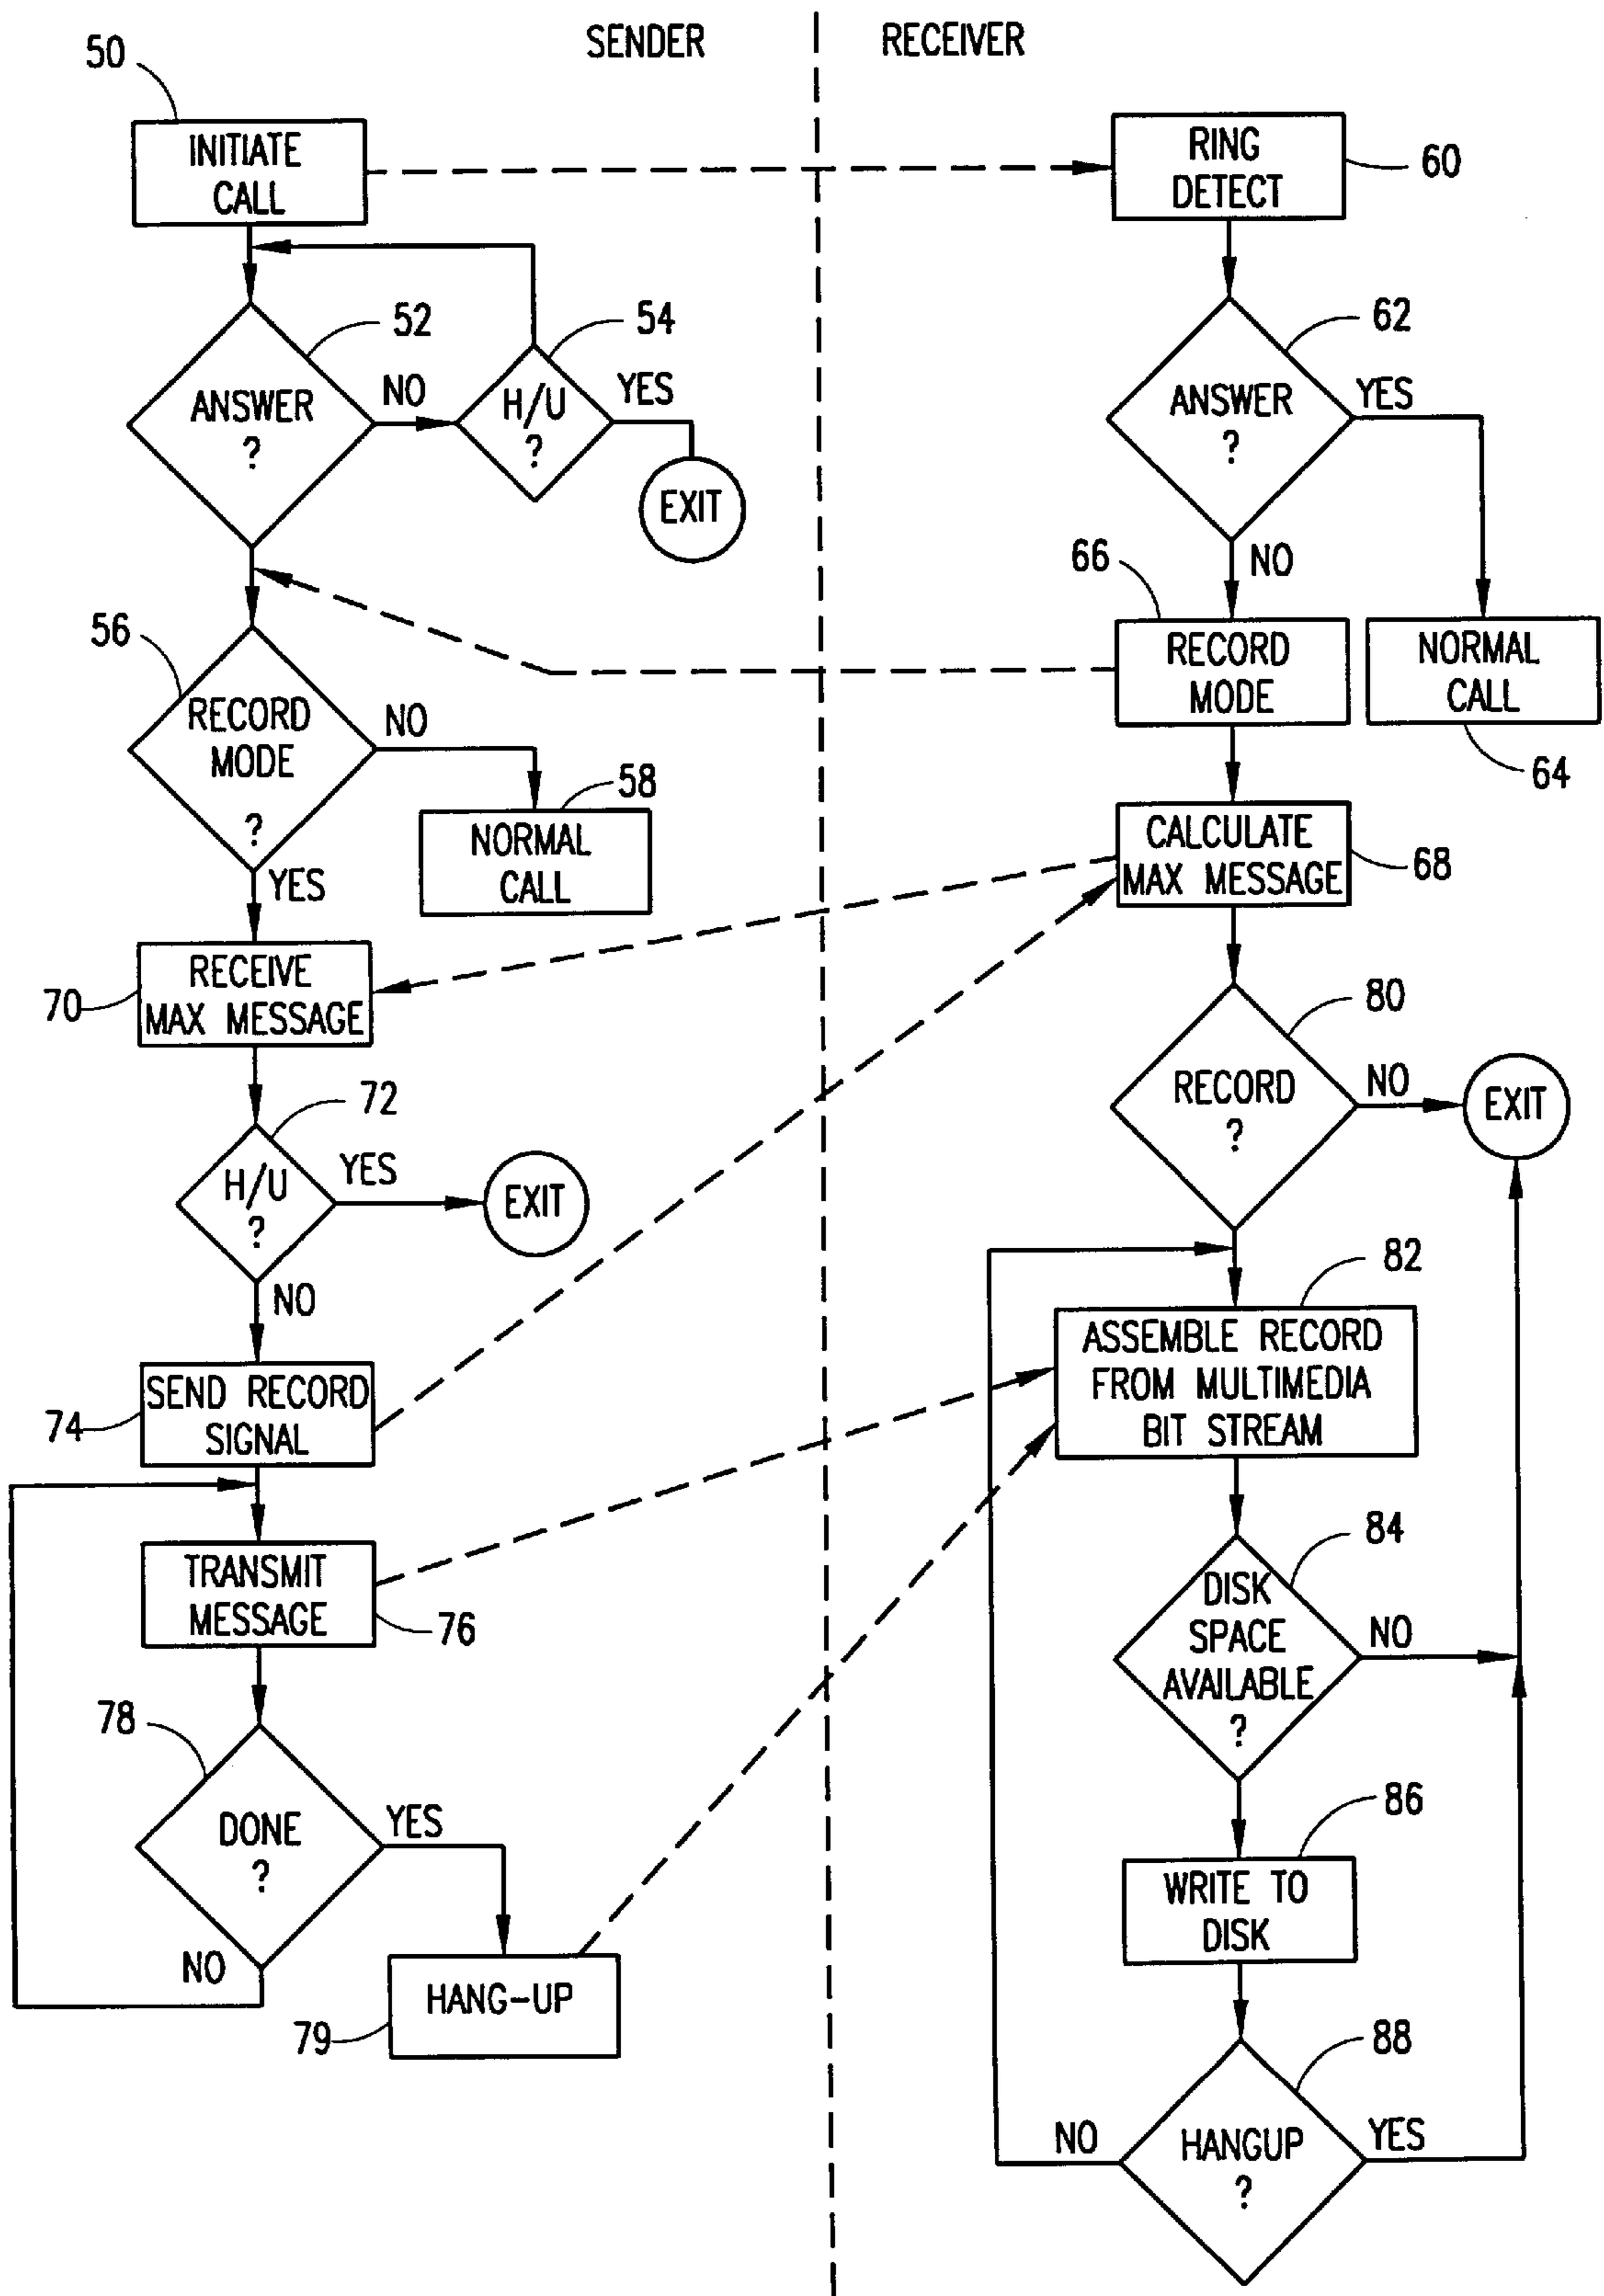 SENDER
RECEIVER
50
INITIATE
CALL
52
ANSWER
?
NO
54
H/U
?
YES
EXIT
56
RECORD
MODE
?
NO
58
NORMAL
CALL
YES
70
RECEIVE
MAX MESSAGE
72
H/U
?
YES
EXIT
NO
74
SEND RECORD
SIGNAL
TRANSMIT
MESSAGE
76
78
DONE
?
YES
NO
HANG-UP
79
RING
DETECT
60
62
ANSWER
?
YES
NO
66
RECORD
MODE
NORMAL
CALL
64
CALCULATE
MAX MESSAGE
68
80
RECORD
?
NO
EXIT
82
ASSEMBLE RECORD
FROM MULTIMEDIA
BIT STREAM
84
DISK
SPACE
AVAILABLE
?
NO
86
WRITE TO
DISK
88
HANGUP
?
NO
YES